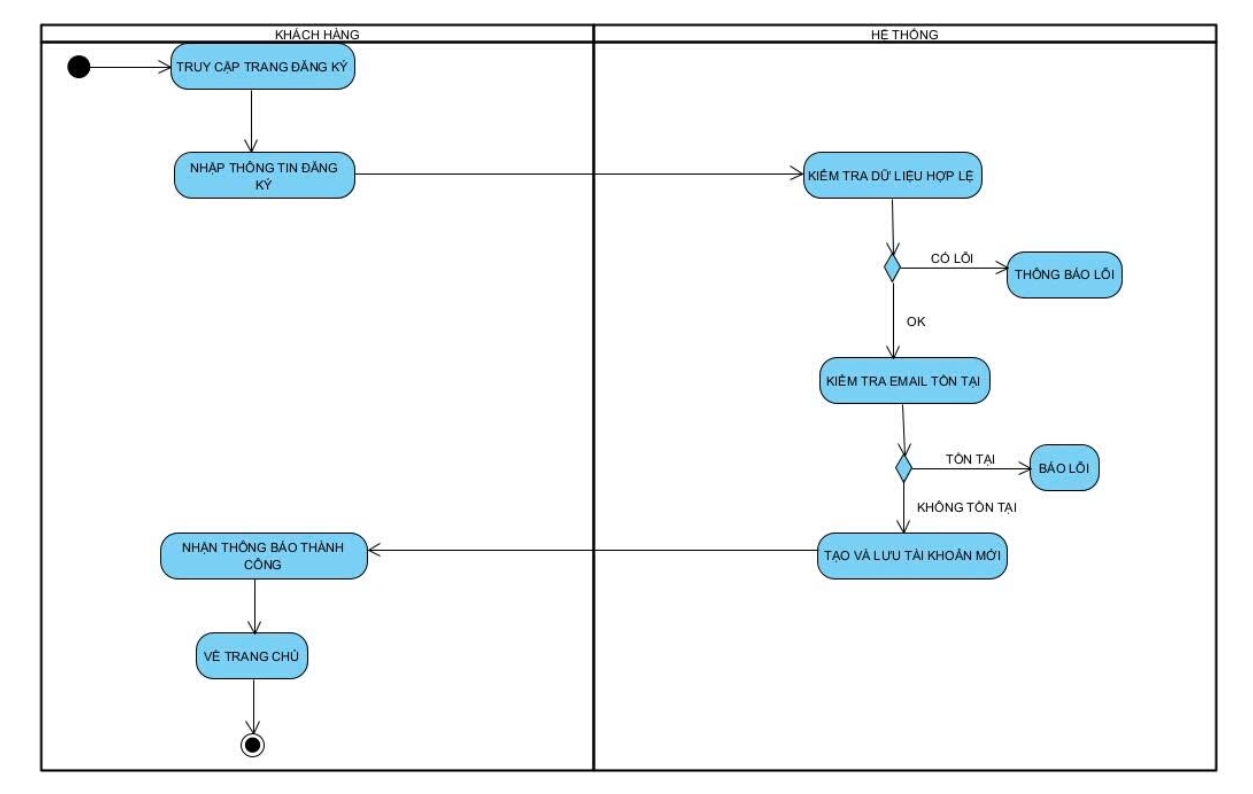 KHÁCH HÀNG
HỆ THỐNG
TRUY CẬP TRANG ĐĂNG KÝ
NHẬP THÔNG TIN ĐĂNG
KÝ
KIỂM TRA DỮ LIỆU HỢP LỆ
CÓ LỖI
THÔNG BÁO LỖI
OK
KIỂM TRA EMAIL TỒN TẠI
TỒN TẠI
BÁO LỖI
KHÔNG TỒN TẠI
NHẬN THÔNG BÁO THÀNH
CÔNG
TẠO VÀ LƯU TÀI KHOẢN MỚI
VỀ TRANG CHỦ